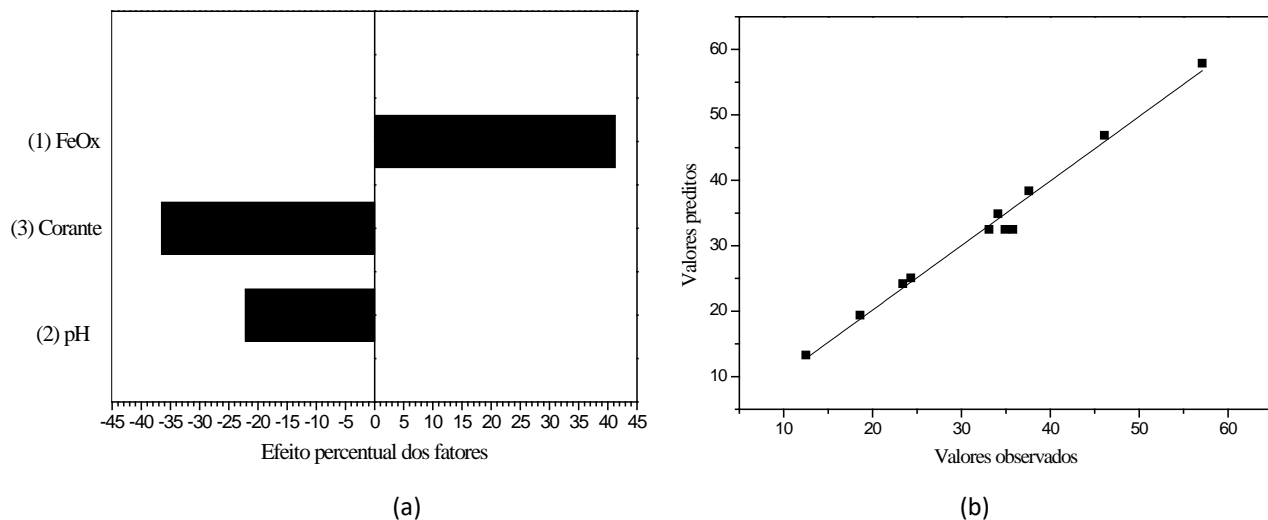 (1) FeOx
(3) Corante
(2) pH
-45 -40 -35 -30 -25 -20 -15 -10 -5 0 5 10 15 20 25 30 35 40 45
Efeito percentual dos fatores
(a)
60
50
40
30
20
10
Valores preditos
10 20 30 40 50 60
Valores observados
(b)